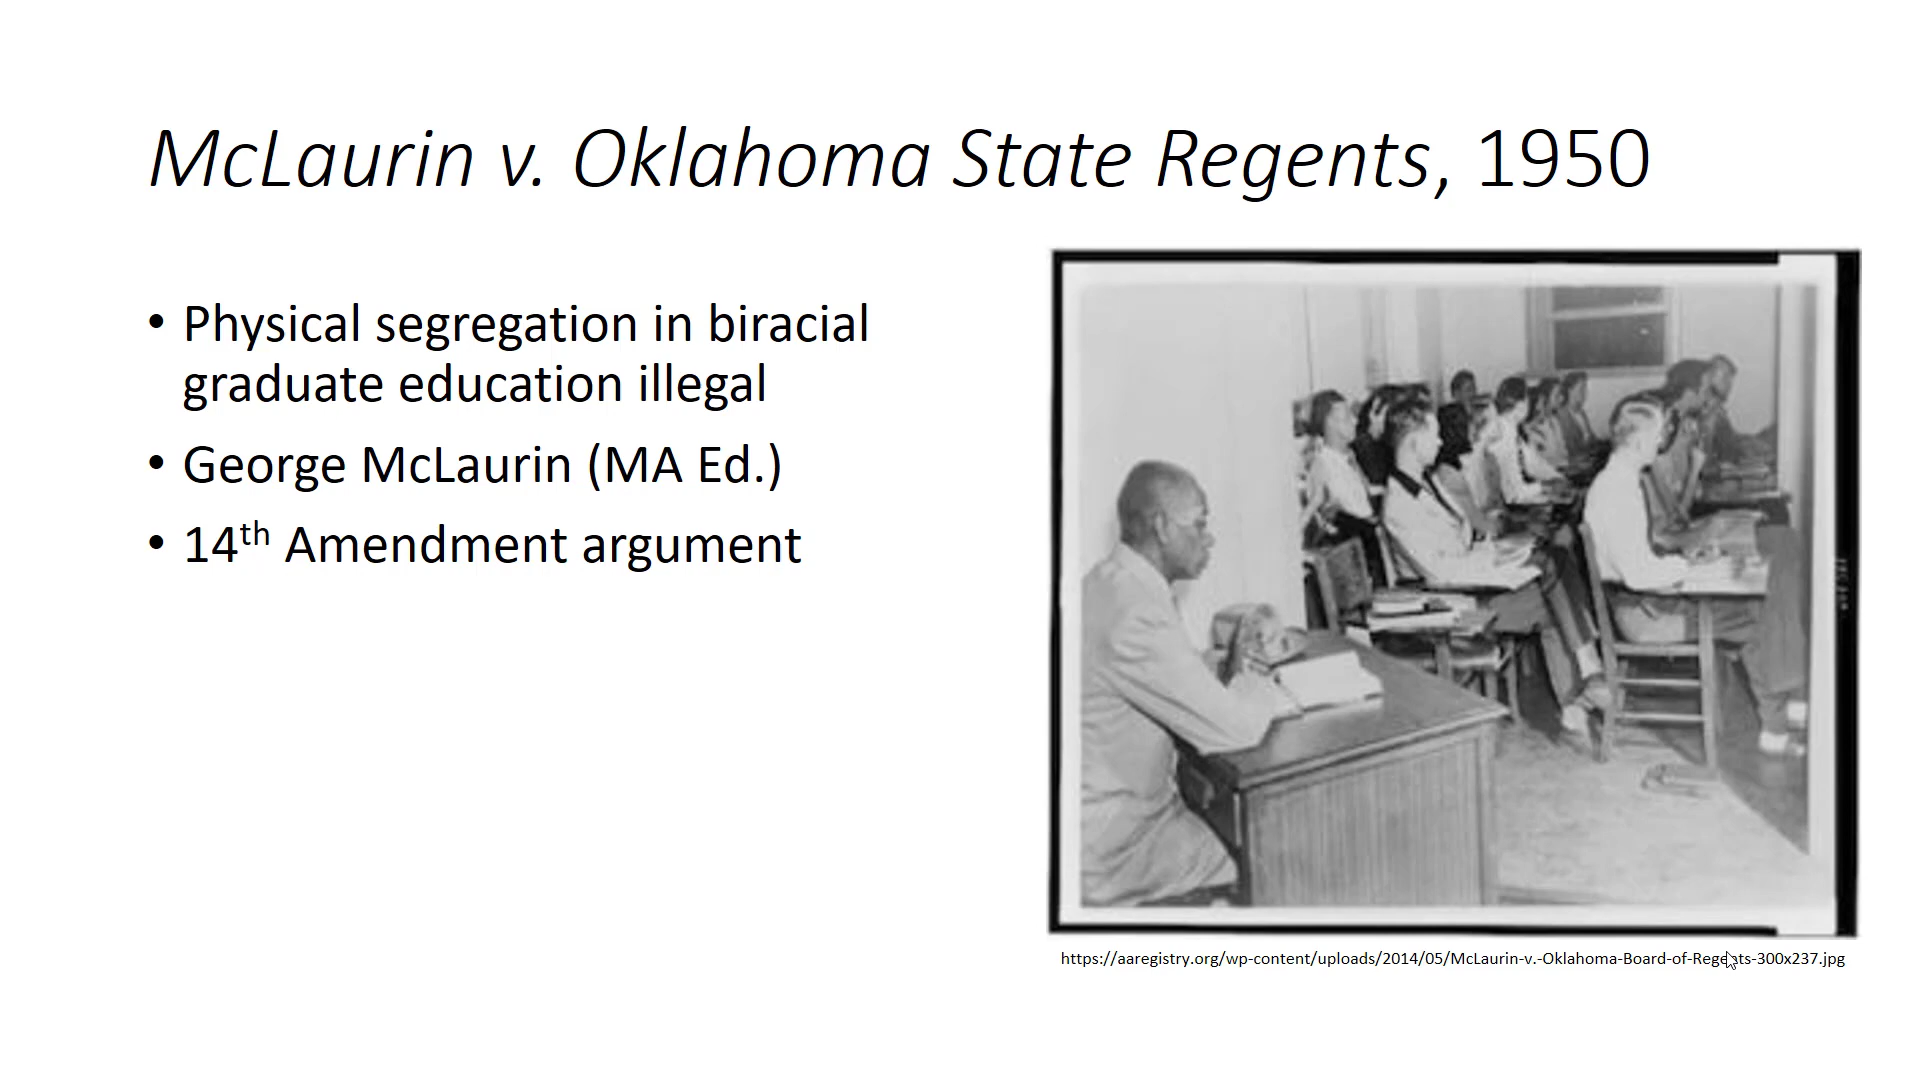 McLaurin v. Oklahoma State Regents, 1950
• Physical segregation in biracial
graduate education illegal
• George McLaurin (MA Ed.)
• 14th Amendment argument
https://aaregistry.org/wp-content/uploads/2014/05/McLaurin-v.-Oklahoma-Board-of-Regents-300x237.jpg